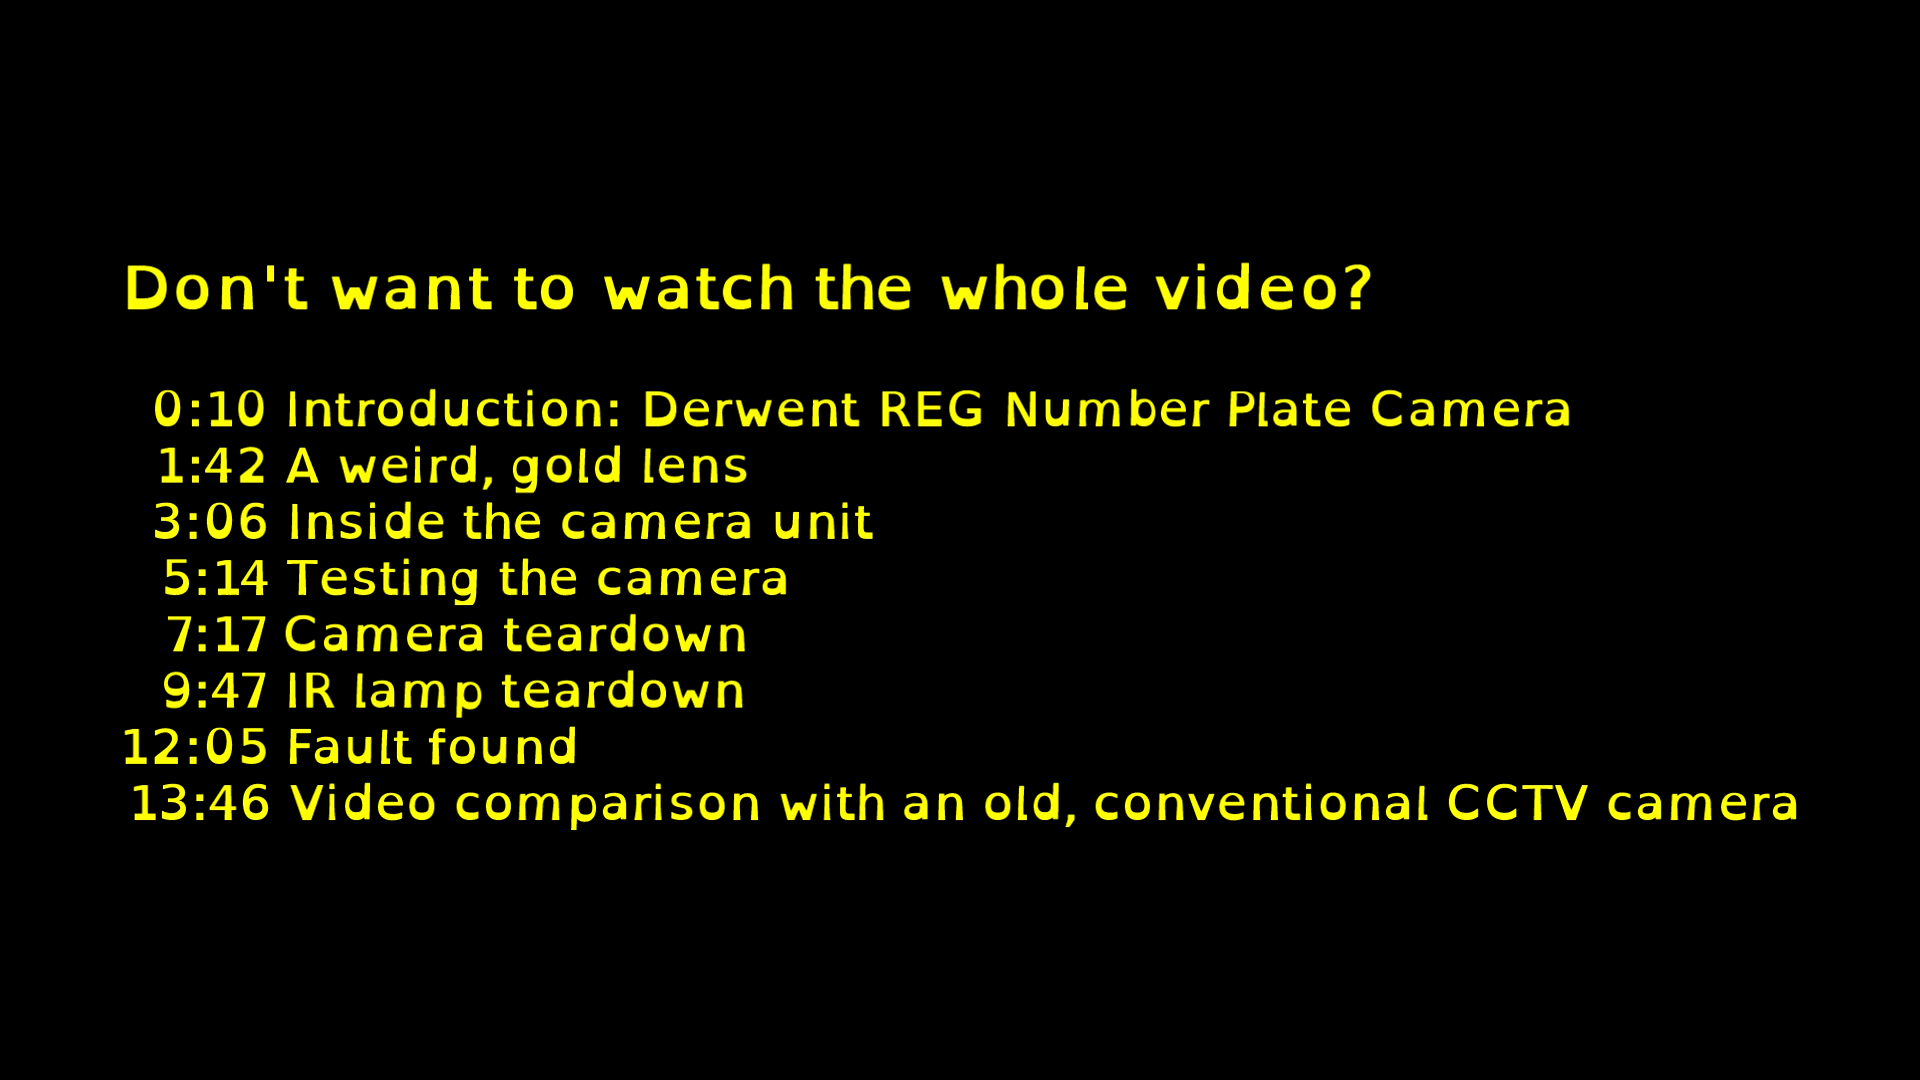 Don't want to watch the whole video?
0:10 Introduction: Derwent REG Number Plate Camera
1:42 A weird, gold lens
3:06 Inside the camera unit
5:14 Testing the camera
7:17 Camera teardown
9:47 IR lamp teardown
12:05 Fault found
13:46 Video comparison with an old, conventional CCTV camera